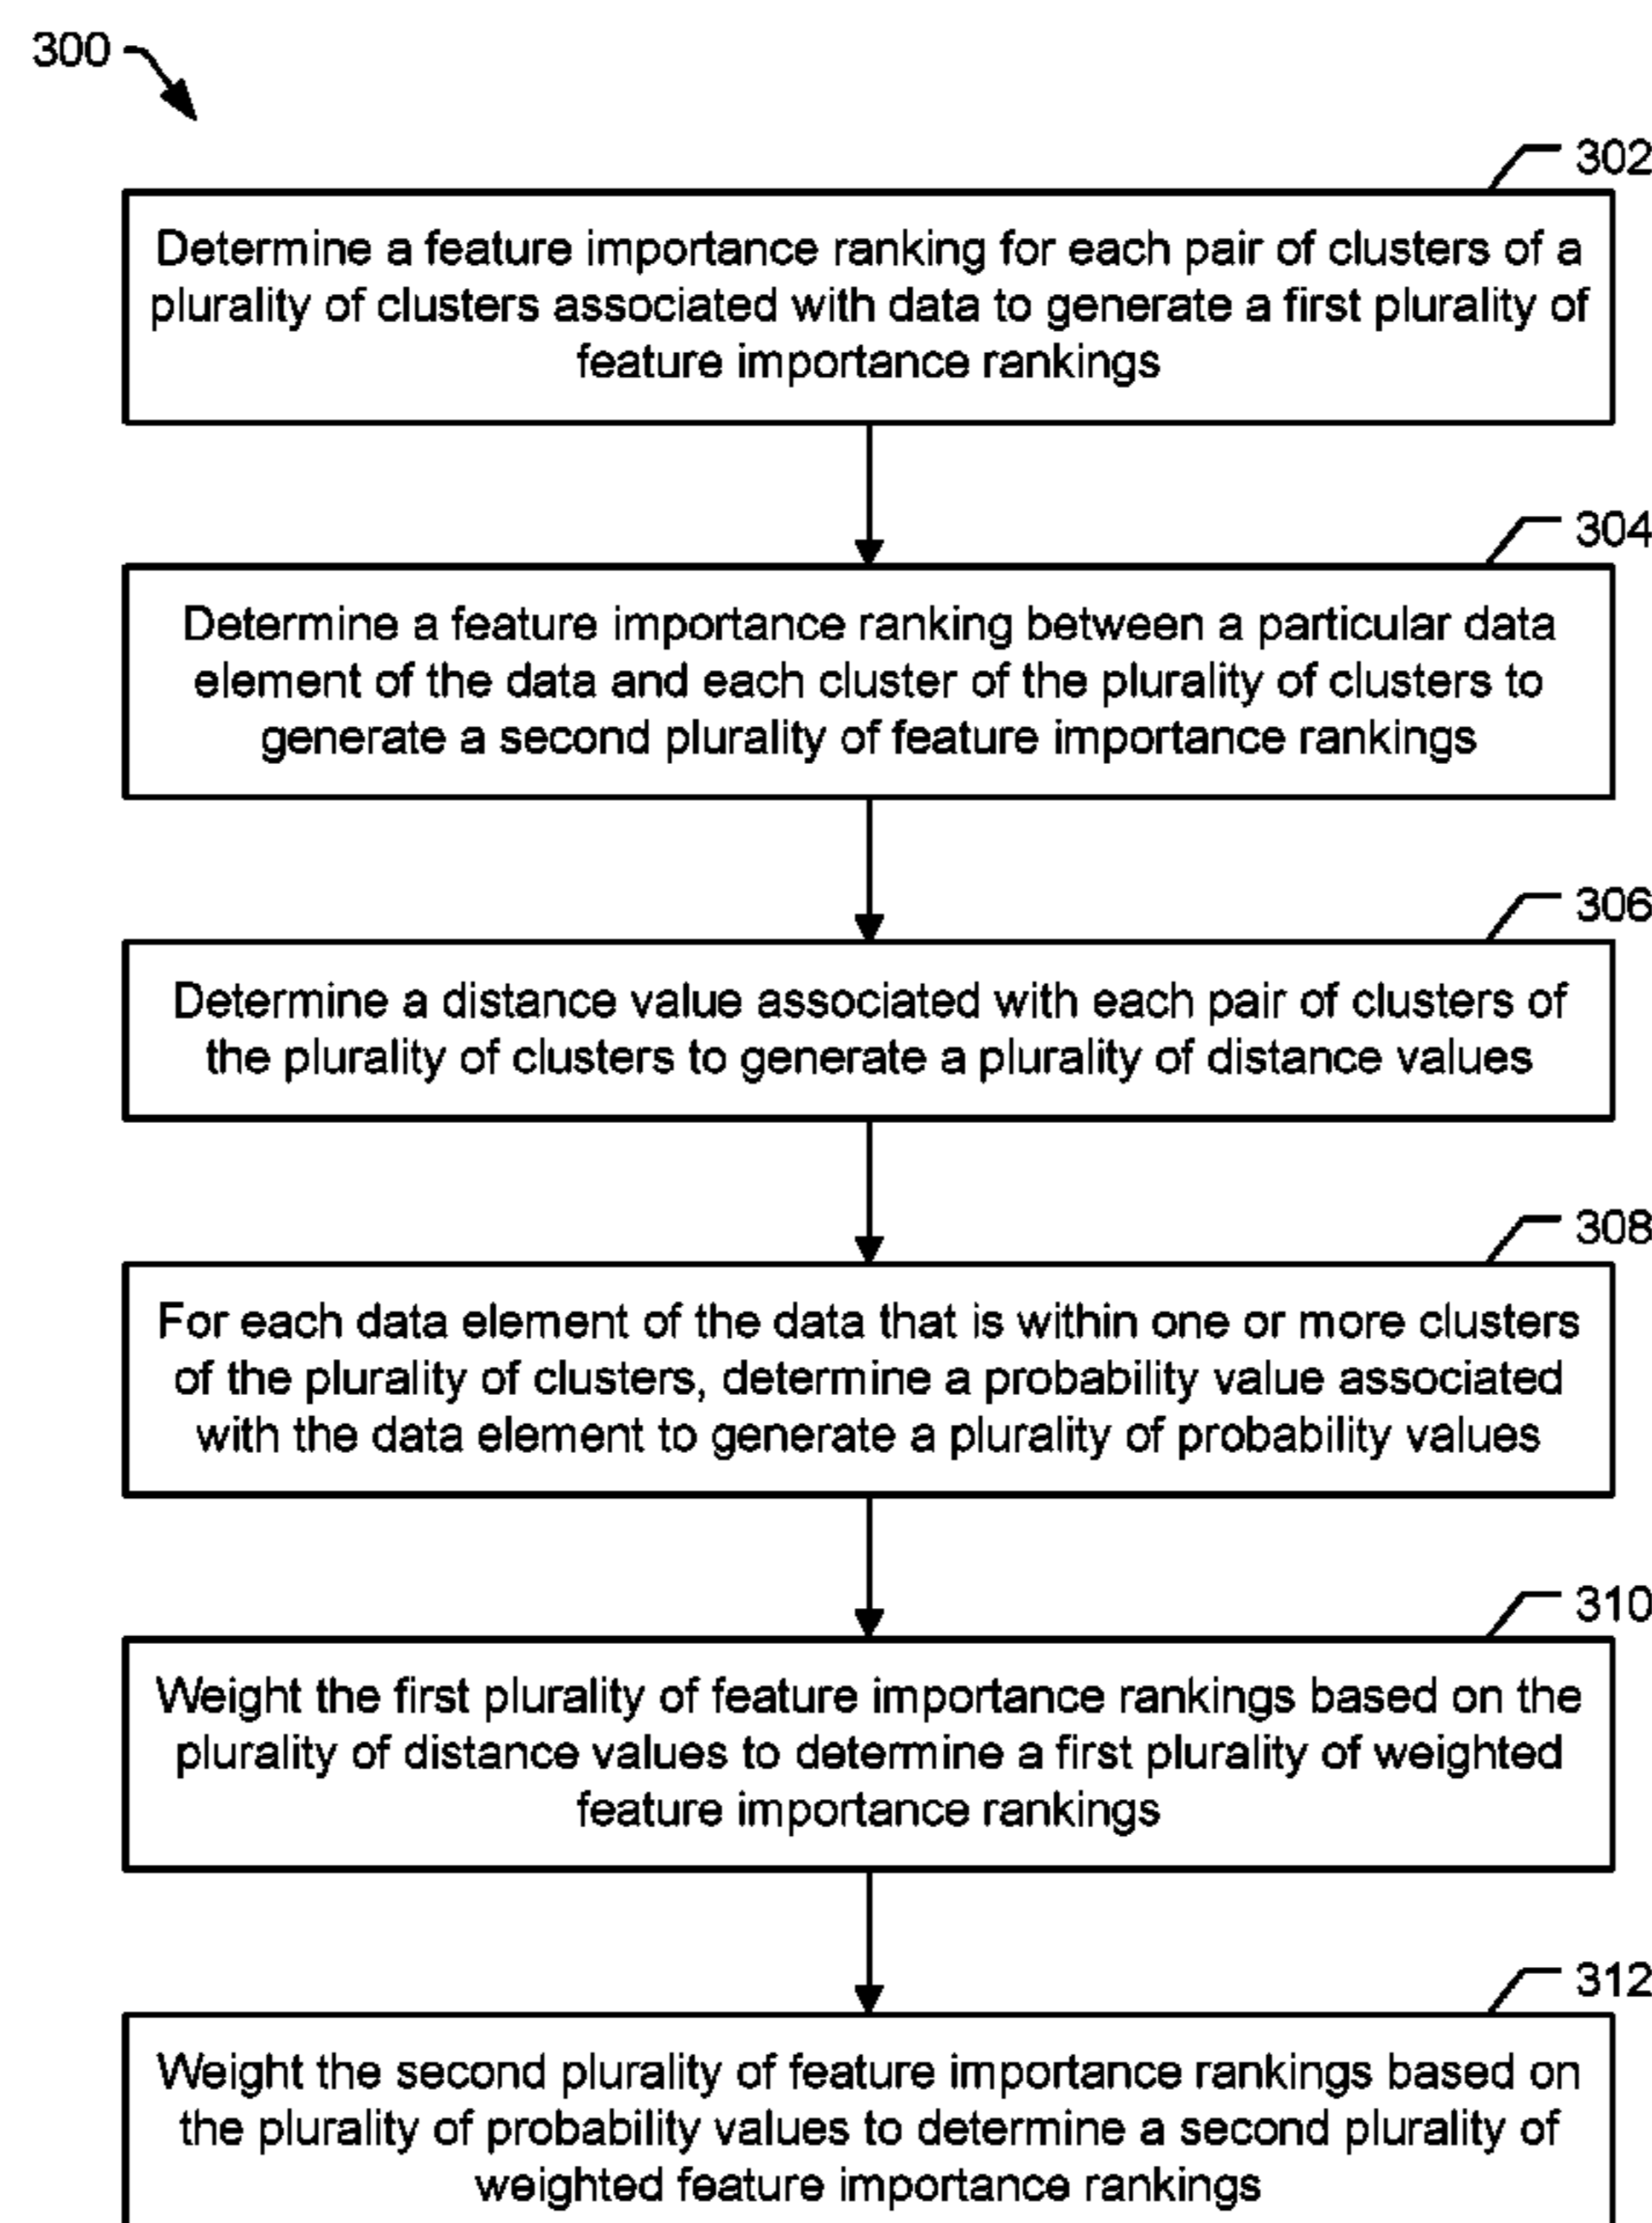 300
302
Determine a feature importance ranking for each pair of clusters of a
plurality of clusters associated with data to generate a first plurality of
feature importance rankings
304
Determine a feature importance ranking between a particular data
element of the data and each cluster of the plurality of clusters to
generate a second plurality of feature importance rankings
306
Determine a distance value associated with each pair of clusters of
the plurality of clusters to generate a plurality of distance values
308
For each data element of the data that is within one or more clusters
of the plurality of clusters, determine a probability value associated
with the data element to generate a plurality of probability values
310
Weight the first plurality of feature importance rankings based on the
plurality of distance values to determine a first plurality of weighted
feature importance rankings
312
Weight the second plurality of feature importance rankings based on
the plurality of probability values to determine a second plurality of
weighted feature importance rankings